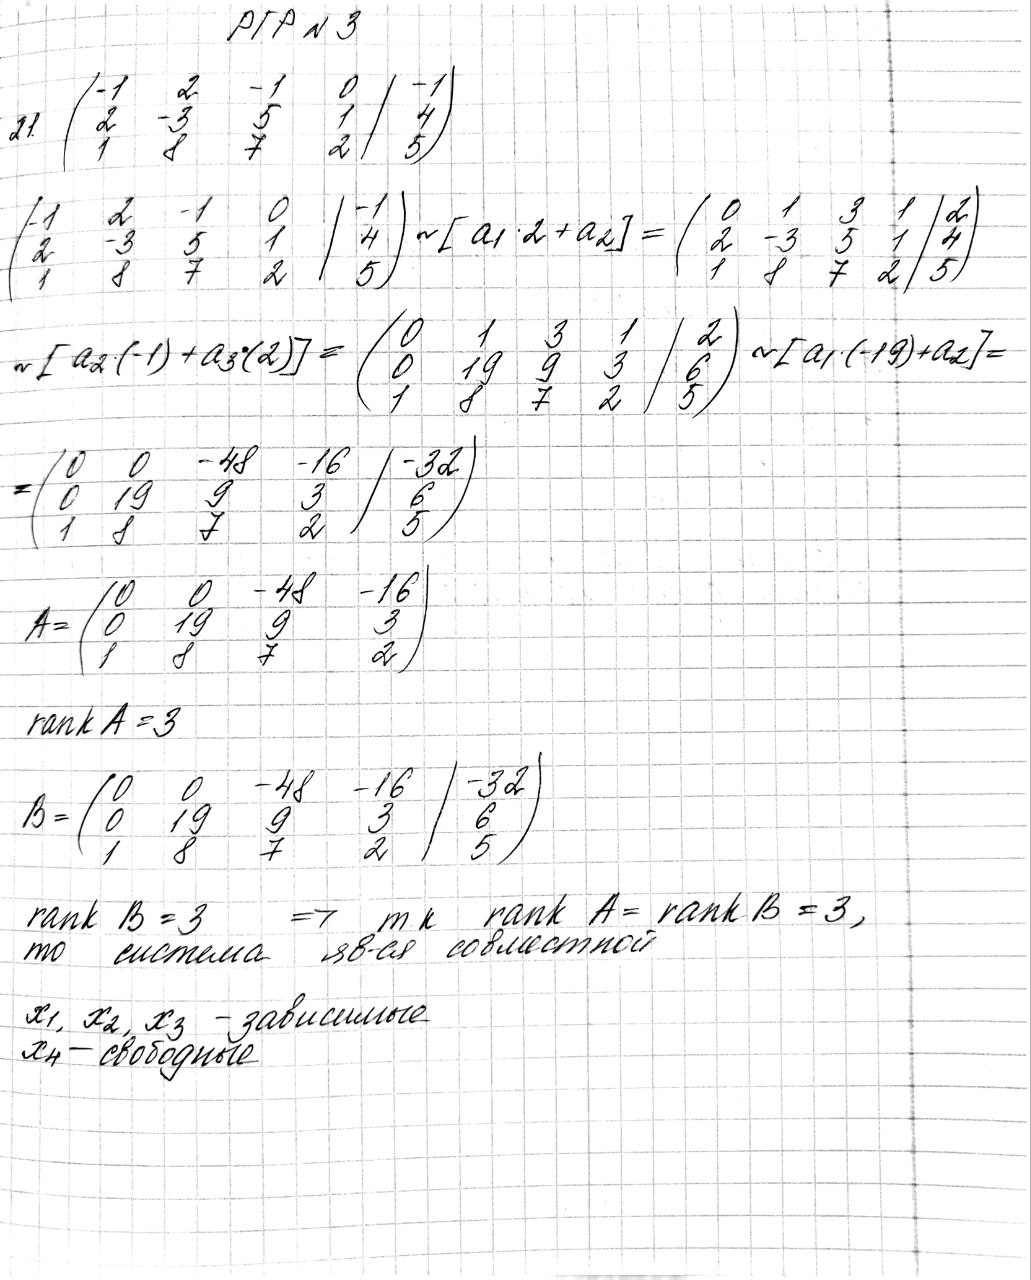 РГР N 3
21. (-1 2 -1 0 | -1)
(2 -3 5 1 | 4)
(1 8 7 2 | 5)
(-1 2 -1 0 | -1) (0 1 3 1 | 2)
(2 -3 5 1 | 4) ~ [a1·2+a2] = (2 -3 5 1 | 4)
(1 8 7 2 | 5) (1 8 7 2 | 5)
(0 1 3 1 | 2)
~ [a2·(-1)+a3·(2)] = (0 19 9 3 | 6) ~ [a1·(-19)+a2] =
(1 8 7 2 | 5)
(0 0 -48 -16 | -32)
= (0 19 9 3 | 6)
(1 8 7 2 | 5)
(0 0 -48 -16)
A = (0 19 9 3)
(1 8 7 2)
rank A = 3
(0 0 -48 -16 | -32)
B = (0 19 9 3 | 6)
(1 8 7 2 | 5)
rank B = 3 => т к rank A = rank B = 3,
то система яв-ся совместной
x1, x2, x3 - зависимые
x4 - свободные